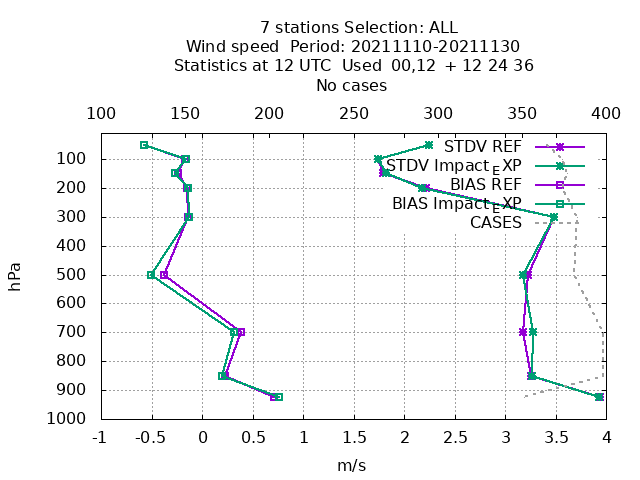 7 stations Selection: ALL
Wind speed  Period: 20211110-20211130
Statistics at 12 UTC  Used  00,12  + 12 24 36
No cases
100 150 200 250 300 350 400
STDV REF
STDV Impact_EXP
BIAS REF
BIAS Impact_EXP
CASES
hPa
100
200
300
400
500
600
700
800
900
1000
-1 -0.5 0 0.5 1 1.5 2 2.5 3 3.5 4
m/s